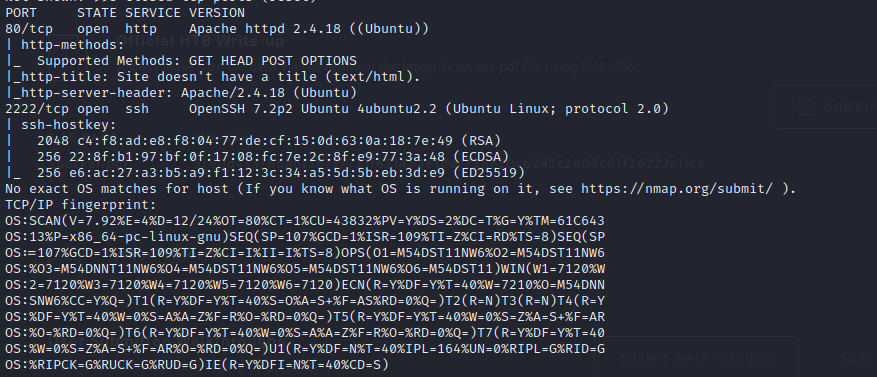 PORT     STATE SERVICE VERSION
80/tcp   open  http    Apache httpd 2.4.18 ((Ubuntu))
| http-methods:
|_  Supported Methods: GET HEAD POST OPTIONS
|_http-title: Site doesn't have a title (text/html).
|_http-server-header: Apache/2.4.18 (Ubuntu)
2222/tcp open  ssh     OpenSSH 7.2p2 Ubuntu 4ubuntu2.2 (Ubuntu Linux; protocol 2.0)
| ssh-hostkey:
|   2048 c4:f8:ad:e8:f8:04:77:de:cf:15:0d:63:0a:18:7e:49 (RSA)
|   256 22:8f:b1:97:bf:0f:17:08:fc:7e:2c:8f:e9:77:3a:48 (ECDSA)
|_  256 e6:ac:27:a3:b5:a9:f1:12:3c:34:a5:5d:5b:eb:3d:e9 (ED25519)
No exact OS matches for host (If you know what OS is running on it, see https://nmap.org/submit/ ).
TCP/IP fingerprint:
OS:SCAN(V=7.92%E=4%D=12/24%OT=80%CT=1%CU=43832%PV=Y%DS=2%DC=T%G=Y%TM=61C643
OS:13%P=x86_64-pc-linux-gnu)SEQ(SP=107%GCD=1%ISR=109%TI=Z%CI=RD%TS=8)SEQ(SP
OS:=107%GCD=1%ISR=109%TI=Z%CI=I%II=I%TS=8)OPS(O1=M54DST11NW6%O2=M54DST11NW6
OS:%O3=M54DNNT11NW6%O4=M54DST11NW6%O5=M54DST11NW6%O6=M54DST11)WIN(W1=7120%W
OS:2=7120%W3=7120%W4=7120%W5=7120%W6=7120)ECN(R=Y%DF=Y%T=40%W=7210%O=M54DNN
OS:SNW6%CC=Y%Q=)T1(R=Y%DF=Y%T=40%S=O%A=S+%F=AS%RD=0%Q=)T2(R=N)T3(R=N)T4(R=Y
OS:%DF=Y%T=40%W=0%S=A%A=Z%F=R%O=%RD=0%Q=)T5(R=Y%DF=Y%T=40%W=0%S=Z%A=S+%F=AR
OS:%O=%RD=0%Q=)T6(R=Y%DF=Y%T=40%W=0%S=A%A=Z%F=R%O=%RD=0%Q=)T7(R=Y%DF=Y%T=40
OS:%W=0%S=Z%A=S+%F=AR%O=%RD=0%Q=)U1(R=Y%DF=N%T=40%IPL=164%UN=0%RIPL=G%RID=G
OS:%RIPCK=G%RUCK=G%RUD=G)IE(R=Y%DFI=N%T=40%CD=S)
Official HTB Write-up
SUBMIT WALKTHROUGH